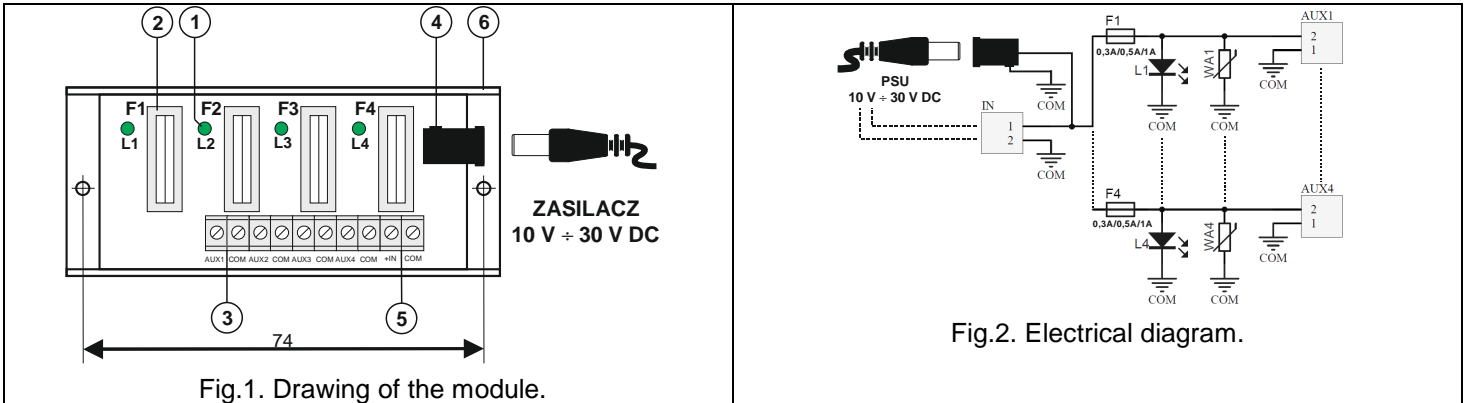 2 1 4 6
F1 F2 F3 F4
L1 L2 L3 L4
ZASILACZ
10 V ÷ 30 V DC
AUX1 COM AUX2 COM AUX3 COM AUX4 COM +IN COM
3 5
74
Fig.1. Drawing of the module.
F1
0,3A/0,5A/1A
AUX1
2
1
L1
WA1
COM
COM
COM
COM
PSU
10 V ÷ 30 V DC
IN
1
2
COM
F4
0,3A/0,5A/1A
AUX4
2
1
L4
WA4
COM
COM
COM
Fig.2. Electrical diagram.